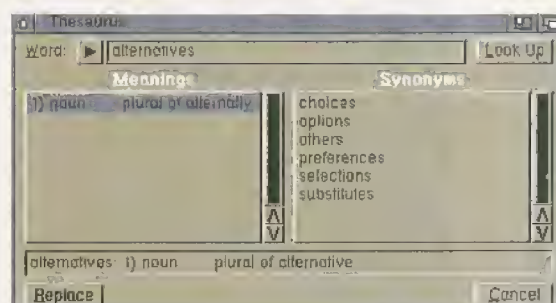 Thesaurus
Word: alternatives Look Up
Meanings
1) noun plural of alternativ
Synonyms
choices
options
others
preferences
selections
substitutes
alternatives: 1) noun plural of alternative
Replace Cancel